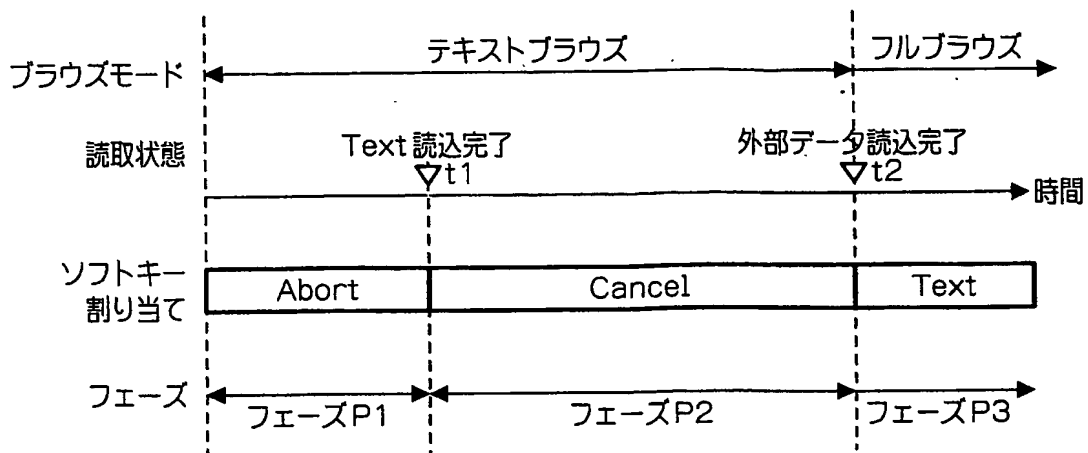 テキストブラウズ
フルブラウズ
ブラウズモード
読取状態
Text 読込完了
t1
外部データ読込完了
t2
時間
ソフトキー
割り当て
Abort
Cancel
Text
フェーズ
フェーズP1
フェーズP2
フェーズP3